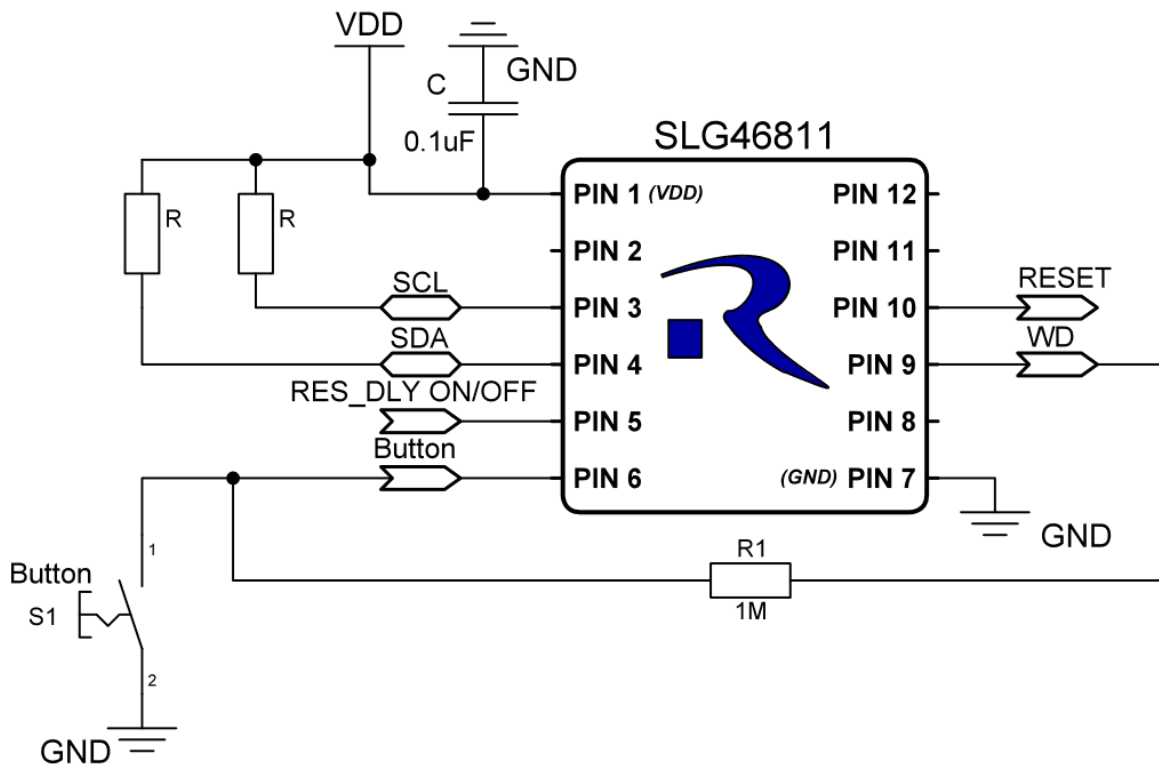 VDD
GND
C
0.1uF
SLG46811
R
R
PIN 1 (VDD)
PIN 12
PIN 2
PIN 11
SCL
PIN 3
PIN 10
RESET
SDA
PIN 4
PIN 9
WD
RES_DLY ON/OFF
PIN 5
PIN 8
Button
PIN 6
(GND) PIN 7
GND
1
Button
S1
2
GND
R1
1M